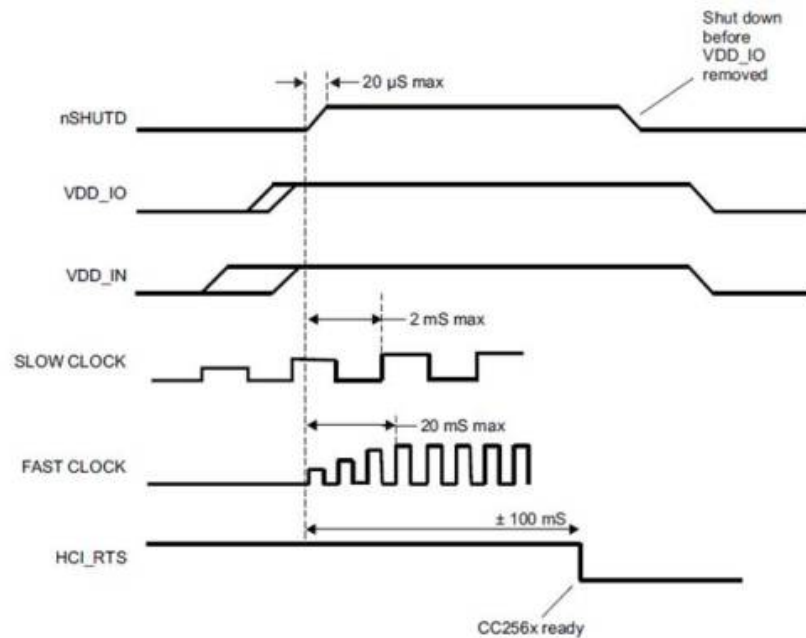 Shut down
before
VDD_IO
removed
20 µS max
nSHUTD
VDD_IO
VDD_IN
2 mS max
SLOW CLOCK
20 mS max
FAST CLOCK
± 100 mS
HCI_RTS
CC256x ready